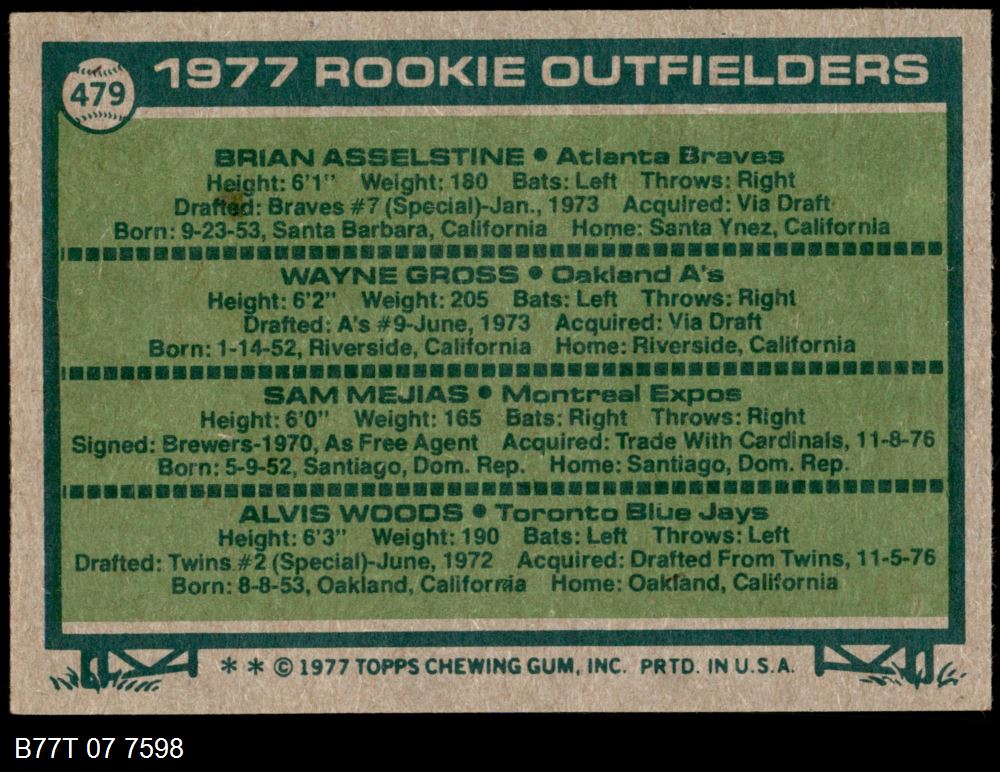 479
1977 ROOKIE OUTFIELDERS
BRIAN ASSELSTINE • Atlanta Braves
Height: 6'1" Weight: 180 Bats: Left Throws: Right
Drafted: Braves #7 (Special)-Jan., 1973 Acquired: Via Draft
Born: 9-23-53, Santa Barbara, California Home: Santa Ynez, California
WAYNE GROSS • Oakland A's
Height: 6'2" Weight: 205 Bats: Left Throws: Right
Drafted: A's #9-June, 1973 Acquired: Via Draft
Born: 1-14-52, Riverside, California Home: Riverside, California
SAM MEJIAS • Montreal Expos
Height: 6'0" Weight: 165 Bats: Right Throws: Right
Signed: Brewers-1970, As Free Agent Acquired: Trade With Cardinals, 11-8-76
Born: 5-9-52, Santiago, Dom. Rep. Home: Santiago, Dom. Rep.
ALVIS WOODS • Toronto Blue Jays
Height: 6'3" Weight: 190 Bats: Left Throws: Left
Drafted: Twins #2 (Special)-June, 1972 Acquired: Drafted From Twins, 11-5-76
Born: 8-8-53, Oakland, California Home: Oakland, California
* * © 1977 TOPPS CHEWING GUM, INC. PRTD. IN U.S.A.
B77T 07 7598